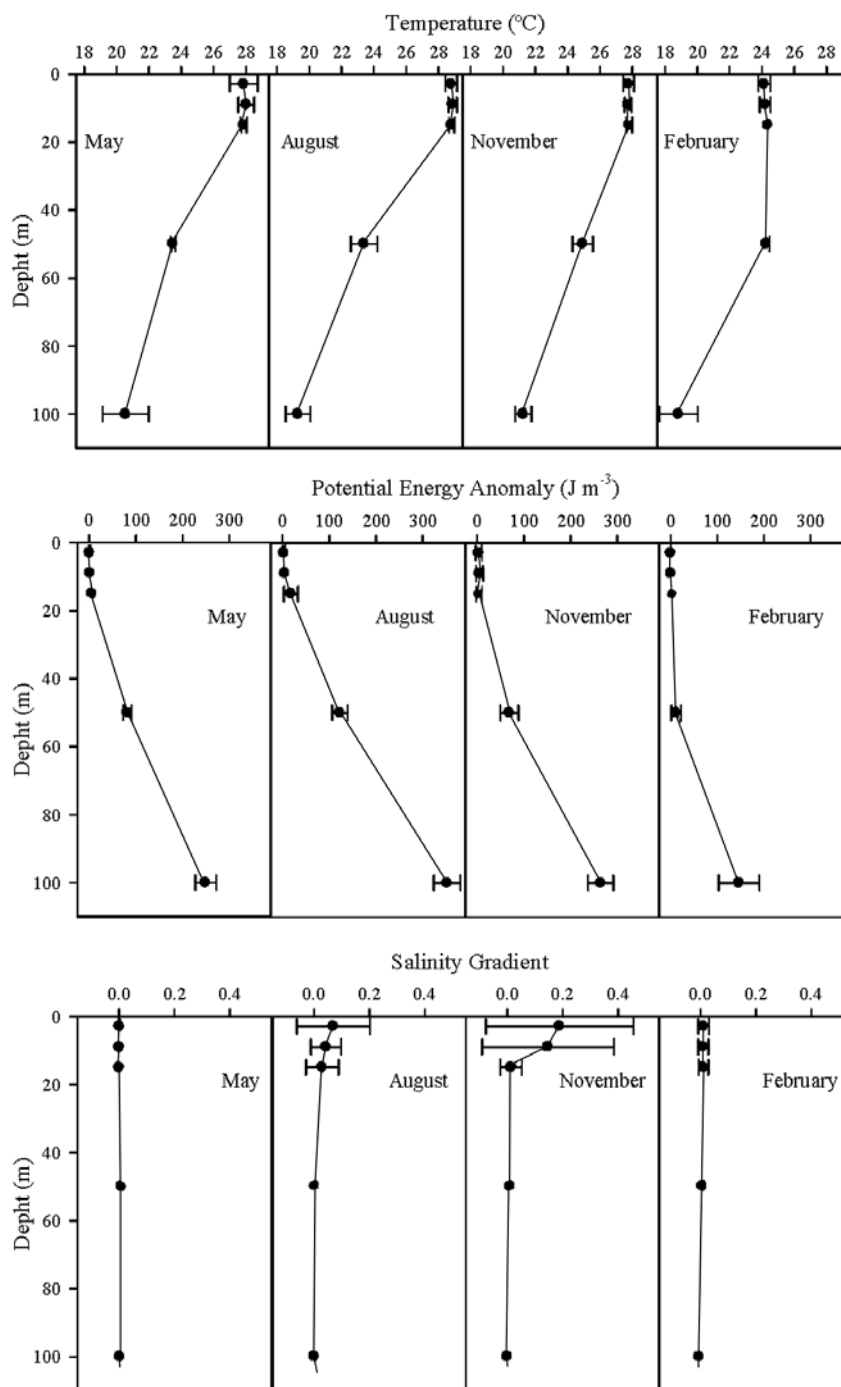 Temperature (°C)
18 20 22 24 26 28 18 20 22 24 26 28 18 20 22 24 26 28 18 20 22 24 26 28
0
20
40
60
80
100
Depht (m)
May
August
November
February
Potential Energy Anomaly (J m⁻³)
0 100 200 300 0 100 200 300 0 100 200 300 0 100 200 300
0
20
40
60
80
100
Depht (m)
May
August
November
February
Salinity Gradient
0.0 0.2 0.4 0.0 0.2 0.4 0.0 0.2 0.4 0.0 0.2 0.4
0
20
40
60
80
100
Depht (m)
May
August
November
February